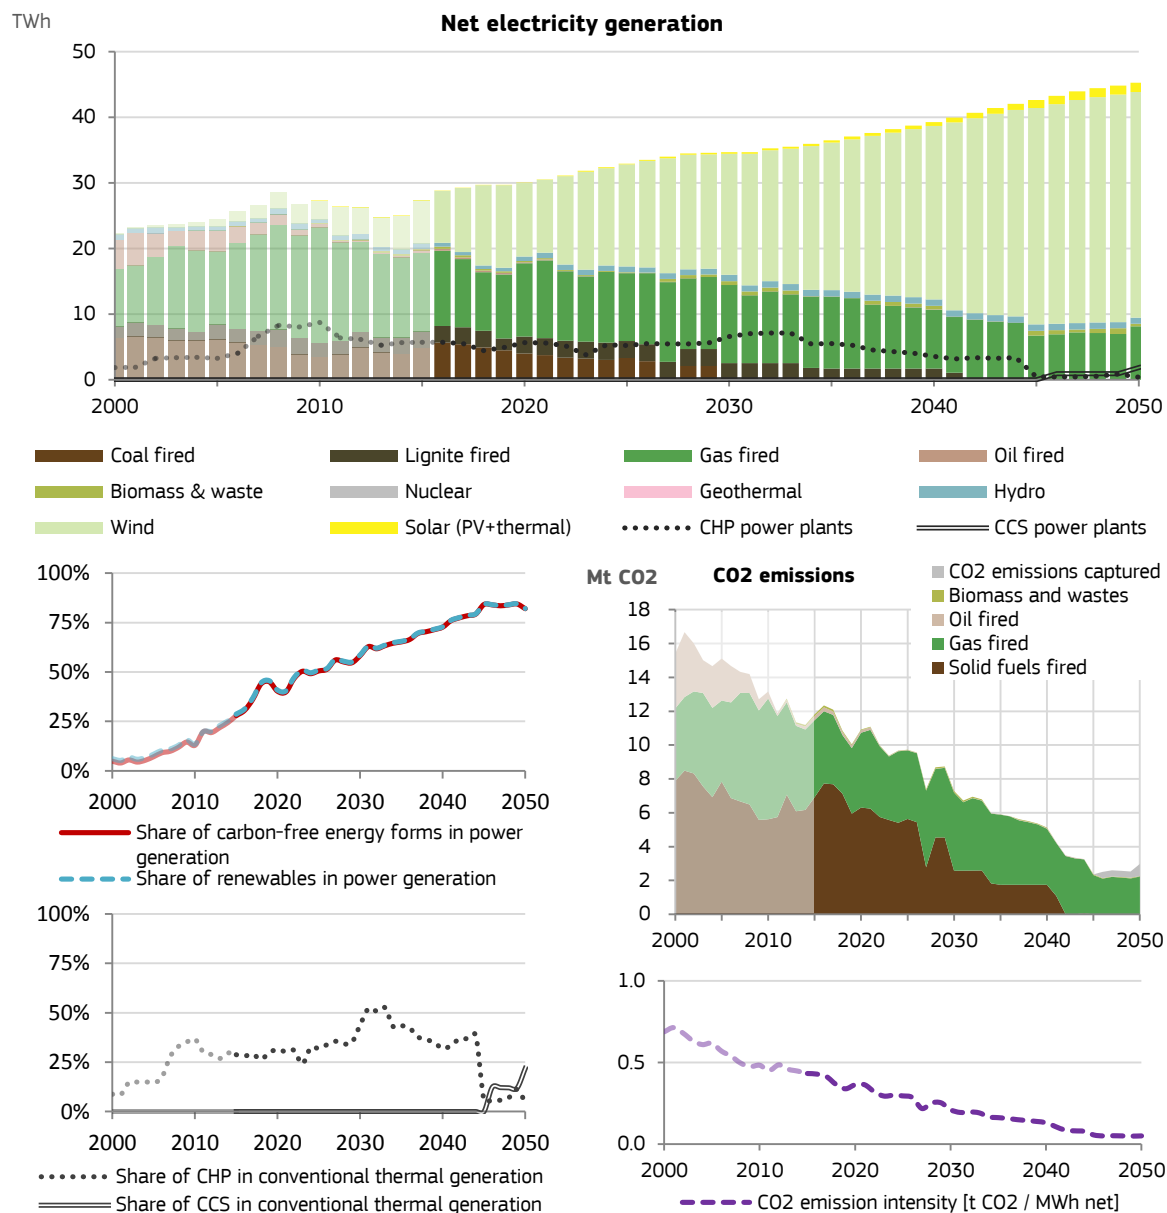 TWh
Net electricity generation
50
40
30
20
10
0
2000 2010 2020 2030 2040 2050
Coal fired Lignite fired Gas fired Oil fired
Biomass & waste Nuclear Geothermal Hydro
Wind Solar (PV+thermal) CHP power plants CCS power plants
100%
75%
50%
25%
0%
2000 2010 2020 2030 2040 2050
Share of carbon-free energy forms in power
generation
Share of renewables in power generation
Mt CO2
CO2 emissions
CO2 emissions captured
Biomass and wastes
Oil fired
Gas fired
Solid fuels fired
18
16
14
12
10
8
6
4
2
0
2000 2010 2020 2030 2040 2050
100%
75%
50%
25%
0%
2000 2010 2020 2030 2040 2050
Share of CHP in conventional thermal generation
Share of CCS in conventional thermal generation
1.0
0.5
0.0
2000 2010 2020 2030 2040 2050
CO2 emission intensity [t CO2 / MWh net]